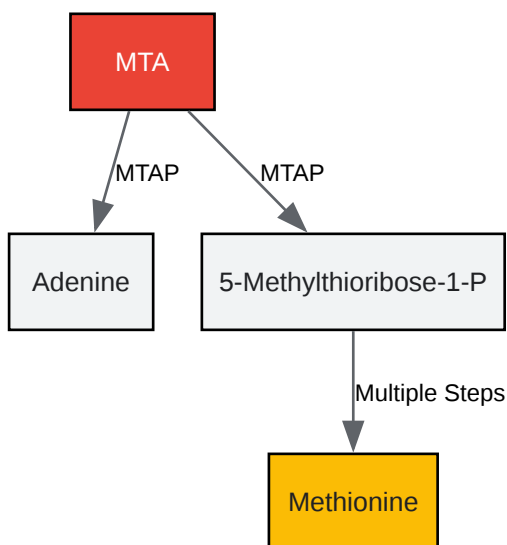 MTA
MTAP
MTAP
Adenine
5-Methylthioribose-1-P
Multiple Steps
Methionine